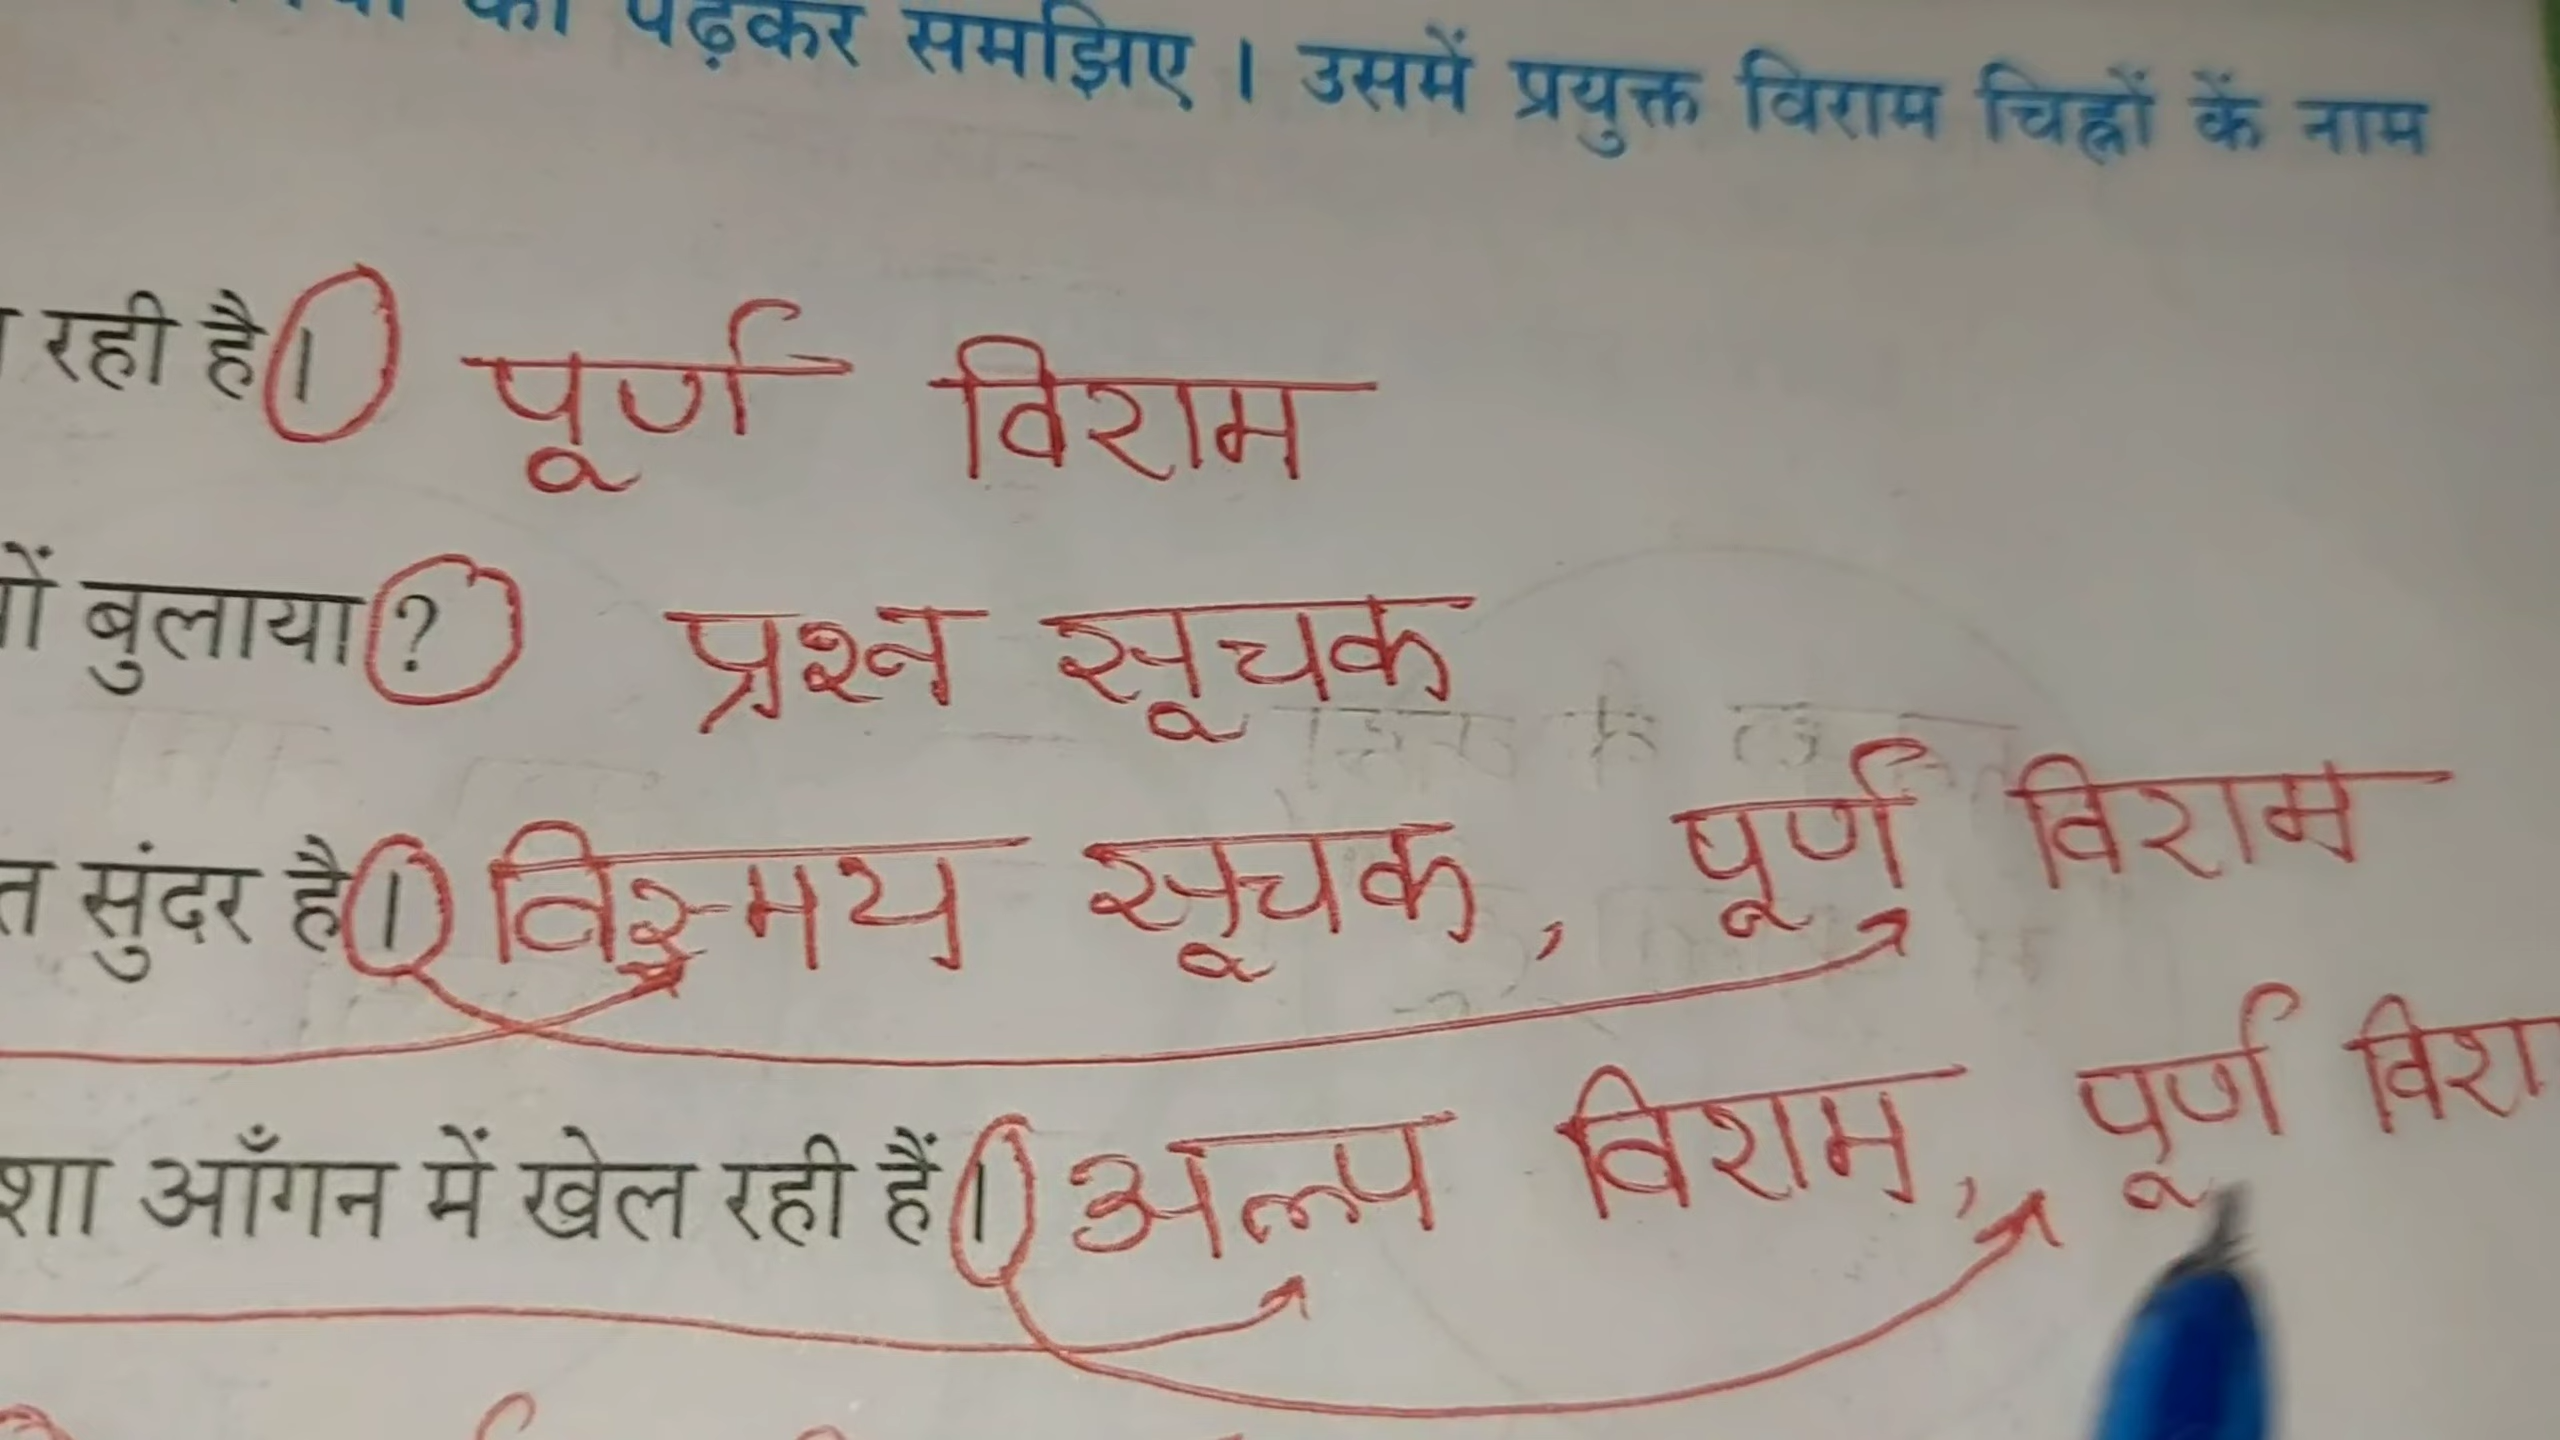 को पढ़कर समझिए । उसमें प्रयुक्त विराम चिह्नों कें नाम
रही है। पूर्ण विराम
बुलाया? प्रश्न सूचक
सुंदर है। विस्मय सूचक, पूर्ण विराम
आँगन में खेल रही हैं। अल्प विराम, पूर्ण विरा